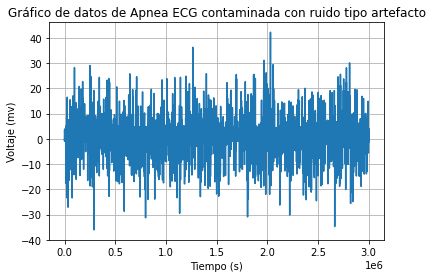 Gráfico de datos de Apnea ECG contaminada con ruido tipo artefacto
40
30
20
10
0
−10
−20
−30
−40
Voltaje (mv)
0.0 0.5 1.0 1.5 2.0 2.5 3.0
1e6
Tiempo (s)